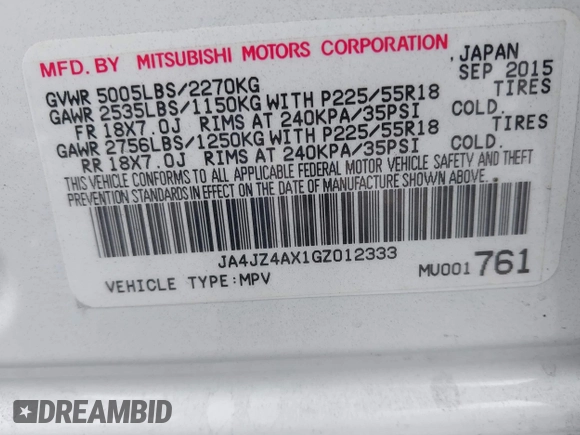 MFD. BY MITSUBISHI MOTORS CORPORATION, JAPAN
GVWR 5005LBS/2270KG SEP 2015
GAWR 2535LBS/1150KG WITH P225/55R18 TIRES
FR 18X7.0J RIMS AT 240KPA/35PSI COLD.
GAWR 2756LBS/1250KG WITH P225/55R18 TIRES
RR 18X7.0J RIMS AT 240KPA/35PSI COLD.
THIS VEHICLE CONFORMS TO ALL APPLICABLE FEDERAL MOTOR VEHICLE SAFETY AND THEFT
PREVENTION STANDARDS IN EFFECT ON THE DATE OF MANUFACTURE SHOWN ABOVE.
JA4JZ4AX1GZ012333
VEHICLE TYPE:MPV MU001761
DREAMBID